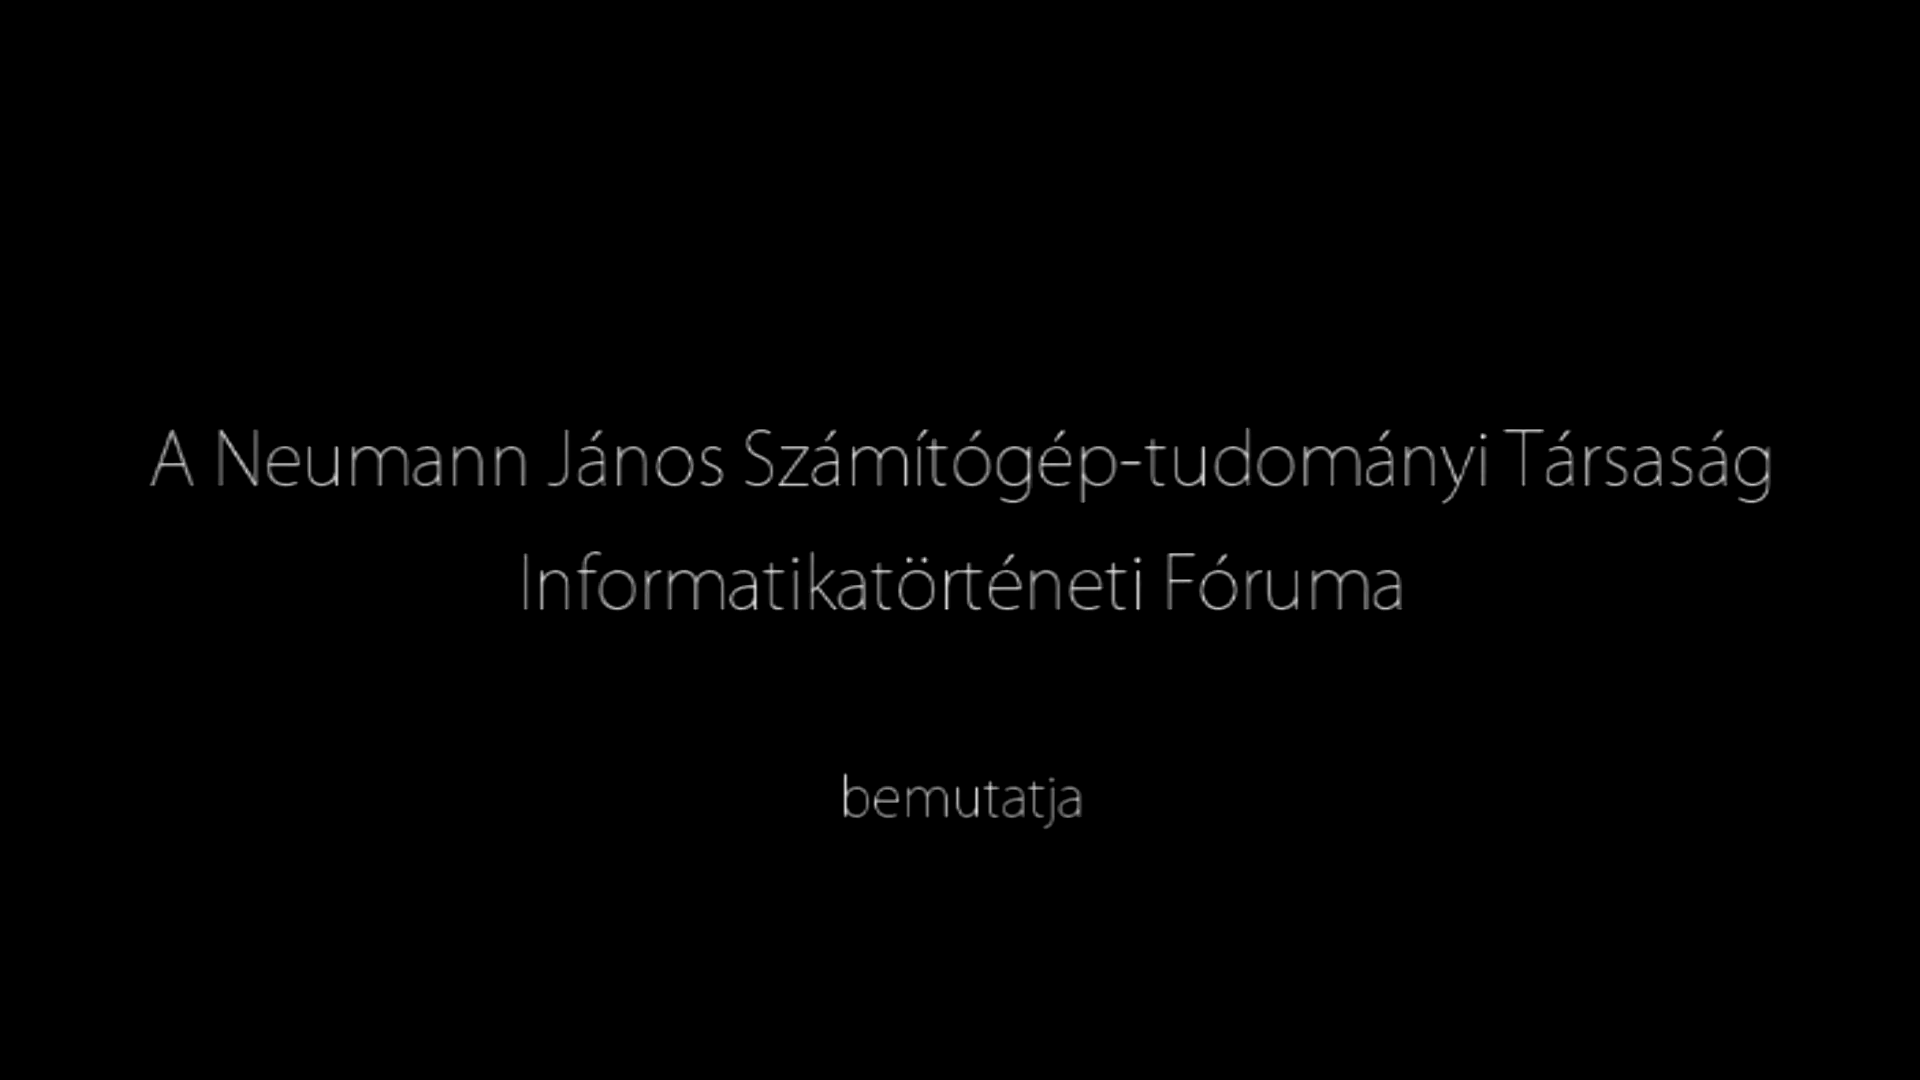 A Neumann János Számítógép-tudományi Társaság
Informatikatörténeti Fóruma
bemutatja